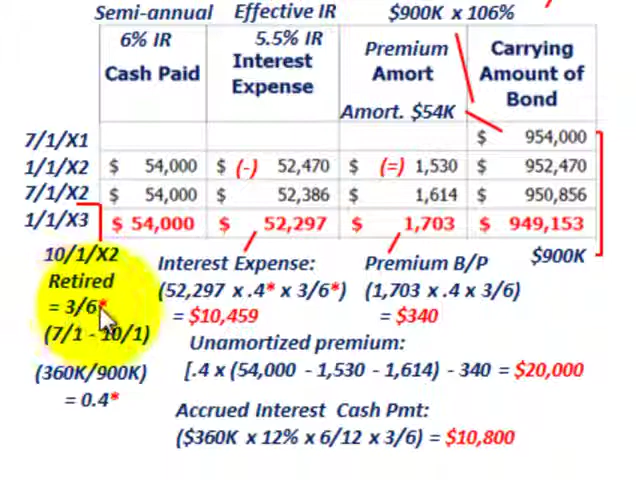 Semi-annual Effective IR $900K x 106%
6% IR 5.5% IR Premium Carrying
Cash Paid Interest Amort Amount of
Expense Bond
Amort. $54K
7/1/X1 $ 954,000
1/1/X2 $ 54,000 $ (-) 52,470 $ (=) 1,530 $ 952,470
7/1/X2 $ 54,000 $ 52,386 $ 1,614 $ 950,856
1/1/X3 $ 54,000 $ 52,297 $ 1,703 $ 949,153
10/1/X2 Interest Expense: Premium B/P $900K
Retired (52,297 x .4* x 3/6*) (1,703 x .4 x 3/6)
= 3/6* = $10,459 = $340
(7/1 - 10/1) Unamortized premium:
(360K/900K) [.4 x (54,000 - 1,530 - 1,614) - 340 = $20,000
= 0.4* Accrued Interest Cash Pmt:
($360K x 12% x 6/12 x 3/6) = $10,800